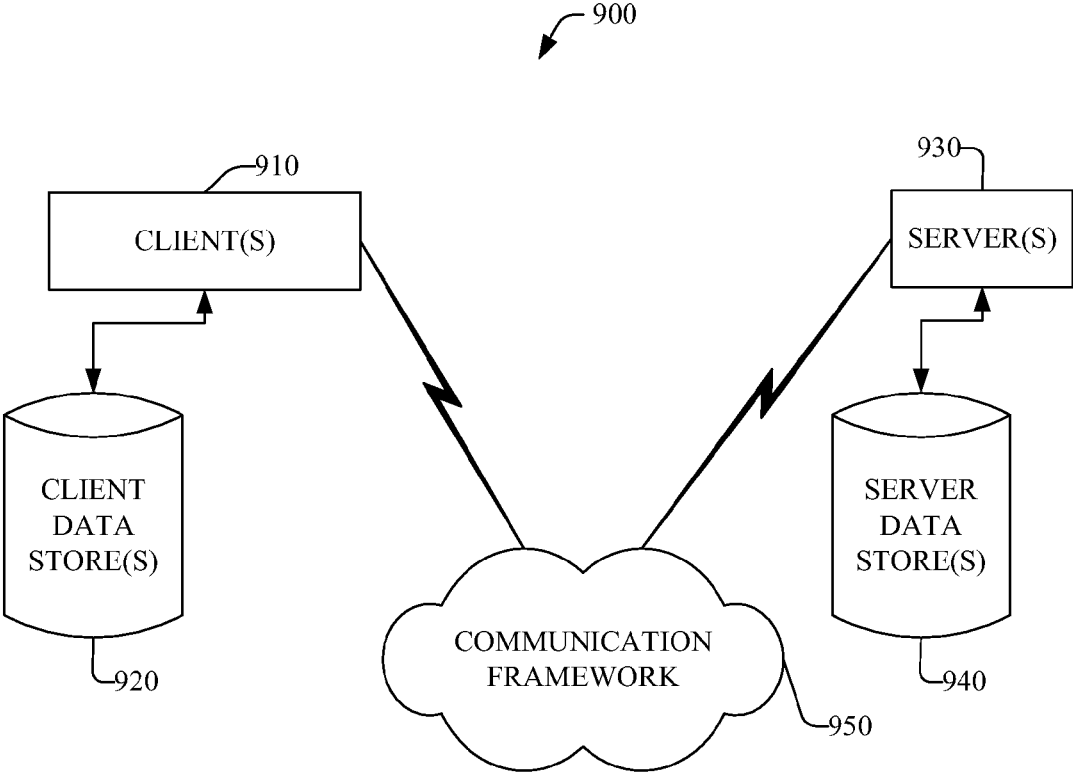 900
910
930
CLIENT(S)
SERVER(S)
CLIENT
DATA
STORE(S)
SERVER
DATA
STORE(S)
COMMUNICATION
FRAMEWORK
920
940
950